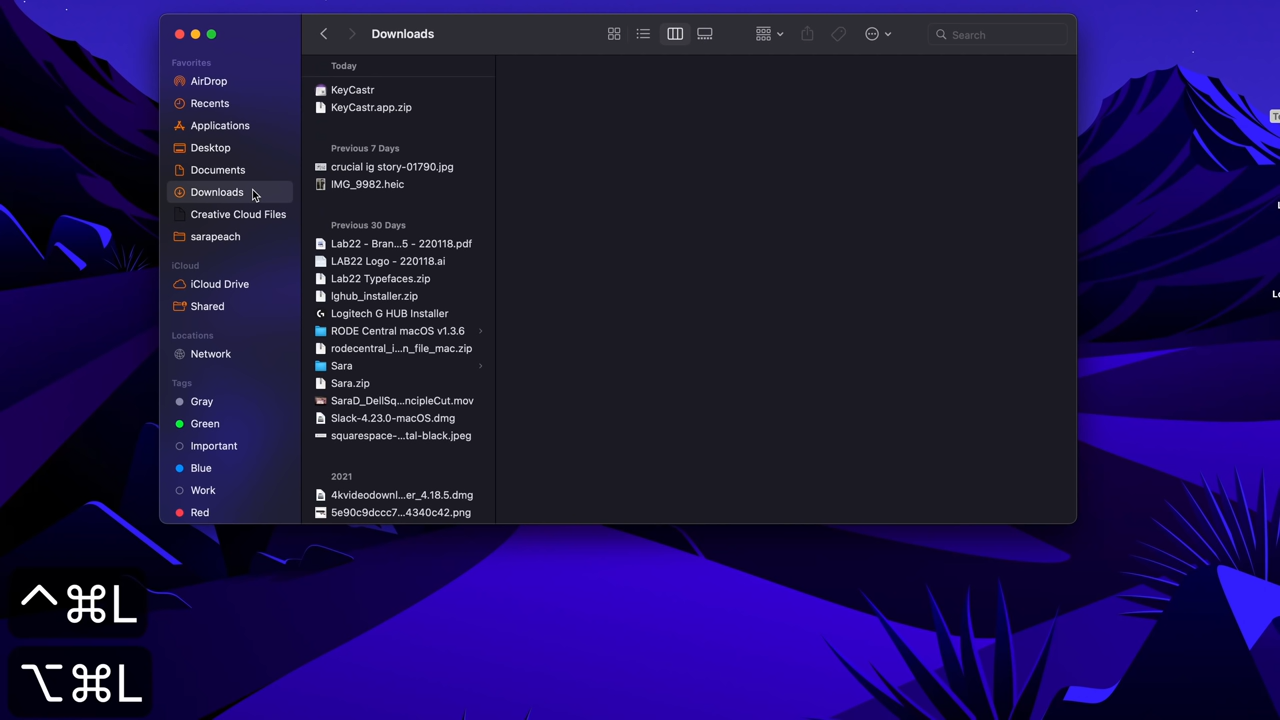 Downloads
Search
Favorites
AirDrop
Recents
Applications
Desktop
Documents
Downloads
Creative Cloud Files
sarapeach
iCloud
iCloud Drive
Shared
Locations
Network
Tags
Gray
Green
Important
Blue
Work
Red
Today
KeyCastr
KeyCastr.app.zip
Previous 7 Days
crucial ig story-01790.jpg
IMG_9982.heic
Previous 30 Days
Lab22 - Bran...5 - 220118.pdf
LAB22 Logo - 220118.ai
Lab22 Typefaces.zip
lghub_installer.zip
Logitech G HUB Installer
RODE Central macOS v1.3.6
rodecentral_i...n_file_mac.zip
Sara
Sara.zip
SaraD_DellSq...ncipleCut.mov
Slack-4.23.0-macOS.dmg
squarespace-...tal-black.jpeg
2021
4kvideodownl...er_4.18.5.dmg
5e90c9dccc7...4340c42.png
⌃⌘L
⌥⌘L